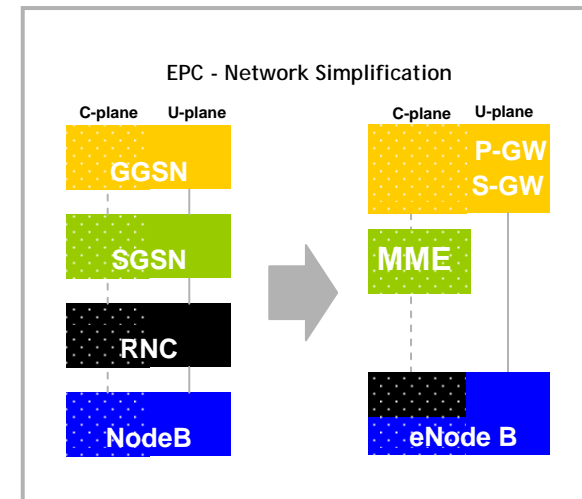 EPC - Network Simplification
C-plane U-plane
GGSN
SGSN
RNC
NodeB
C-plane U-plane
P-GW
S-GW
MME
eNode B